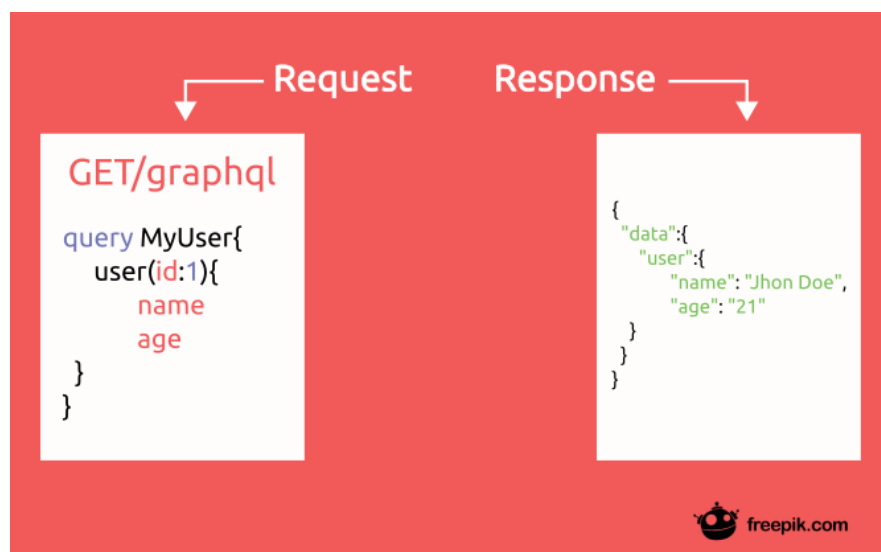 Request
Response
GET/graphql
query MyUser{
user(id:1){
name
age
}
}
{
"data":{
"user":{
"name": "Jhon Doe",
"age": "21"
}
}
}
freepik.com